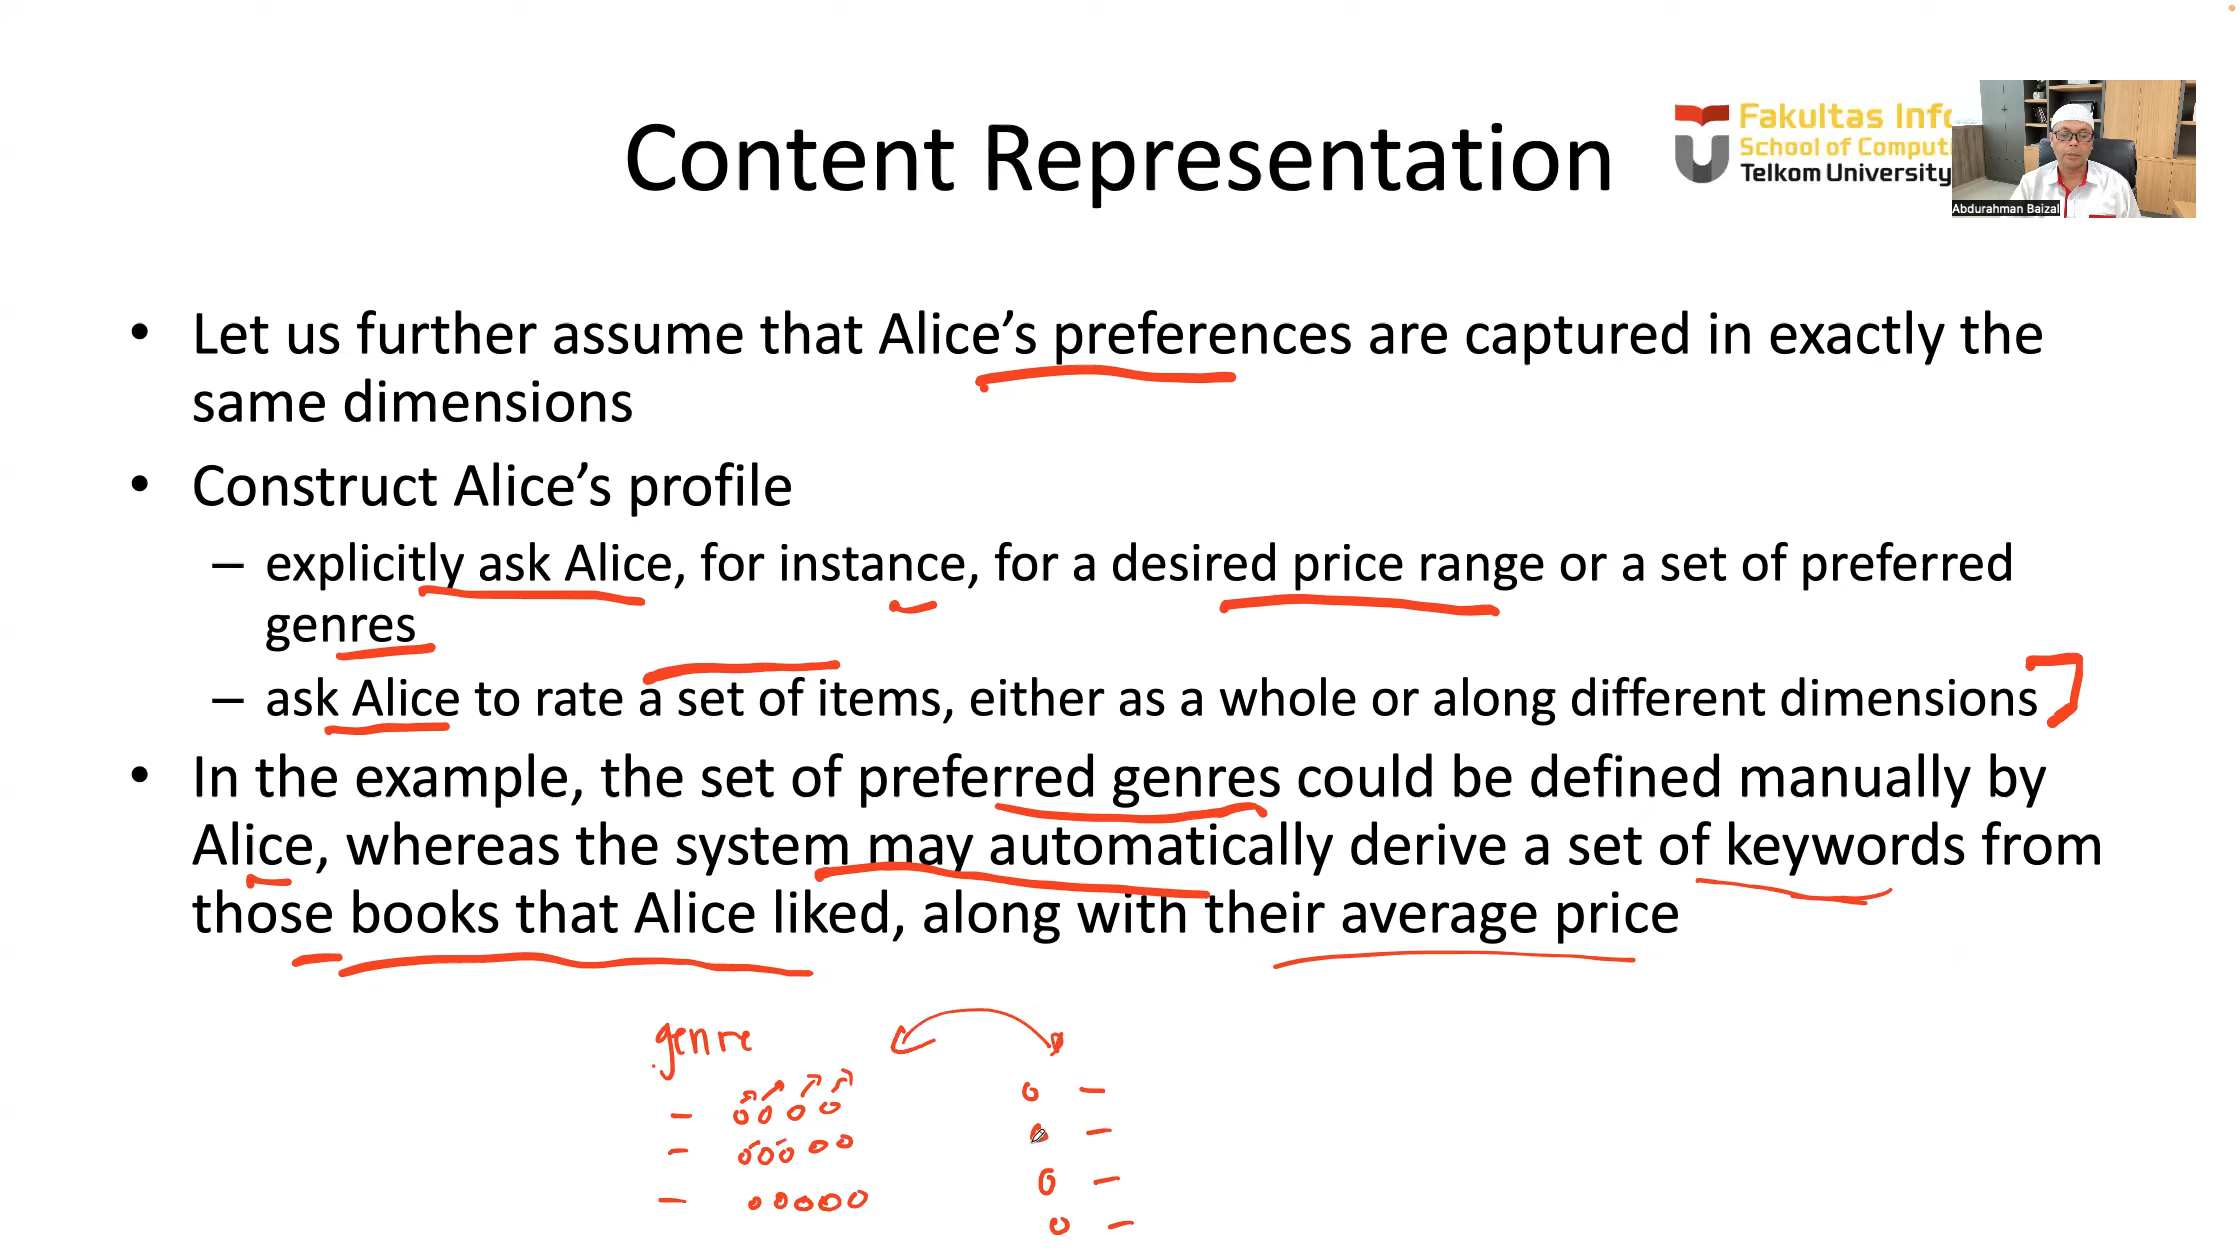 Content Representation
Fakultas Info
School of Computi
Telkom University
Abdurahman Baizal
• Let us further assume that Alice’s preferences are captured in exactly the
same dimensions
• Construct Alice’s profile
– explicitly ask Alice, for instance, for a desired price range or a set of preferred
genres
– ask Alice to rate a set of items, either as a whole or along different dimensions
• In the example, the set of preferred genres could be defined manually by
Alice, whereas the system may automatically derive a set of keywords from
those books that Alice liked, along with their average price
genre